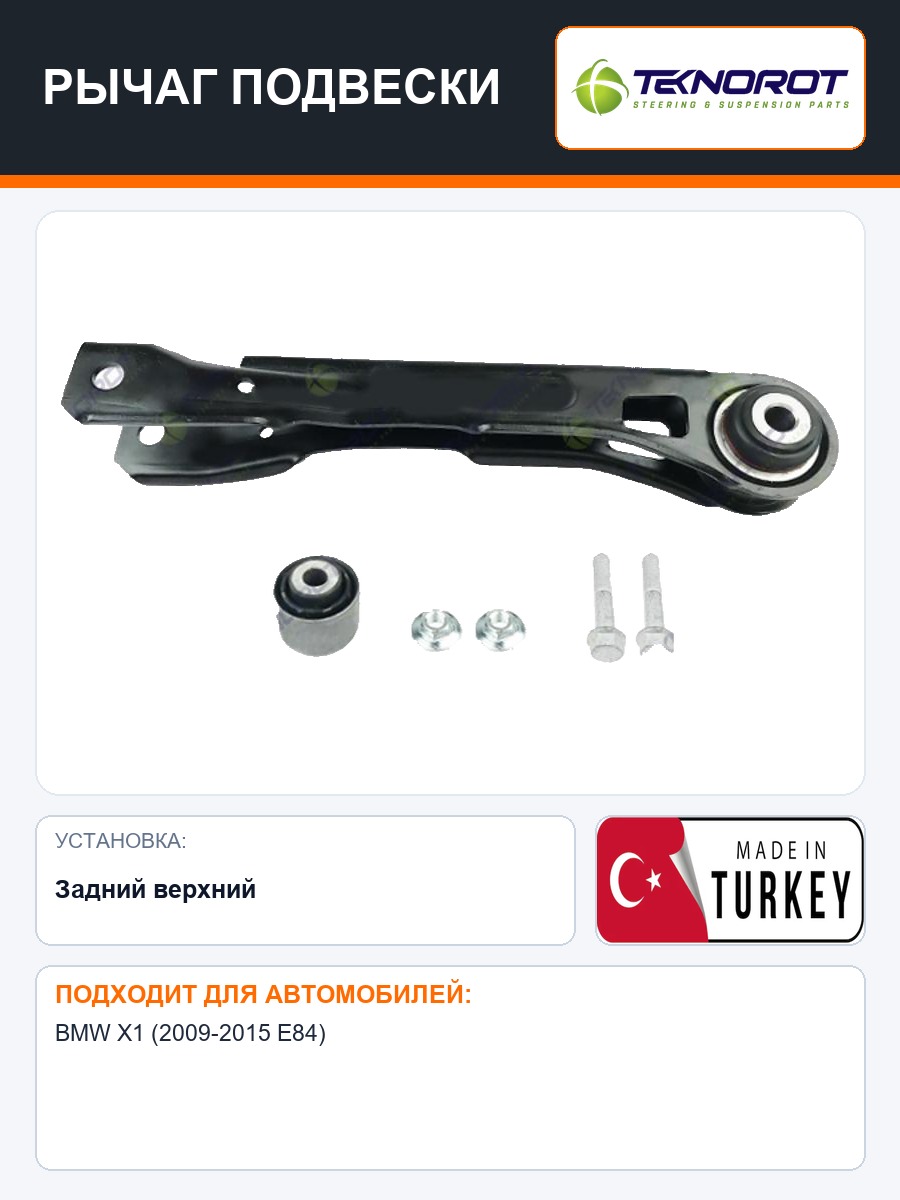 РЫЧАГ ПОДВЕСКИ
TEKNOROT
STEERING & SUSPENSION PARTS
УСТАНОВКА:
Задний верхний
MADE IN
TURKEY
ПОДХОДИТ ДЛЯ АВТОМОБИЛЕЙ:
BMW X1 (2009-2015 E84)